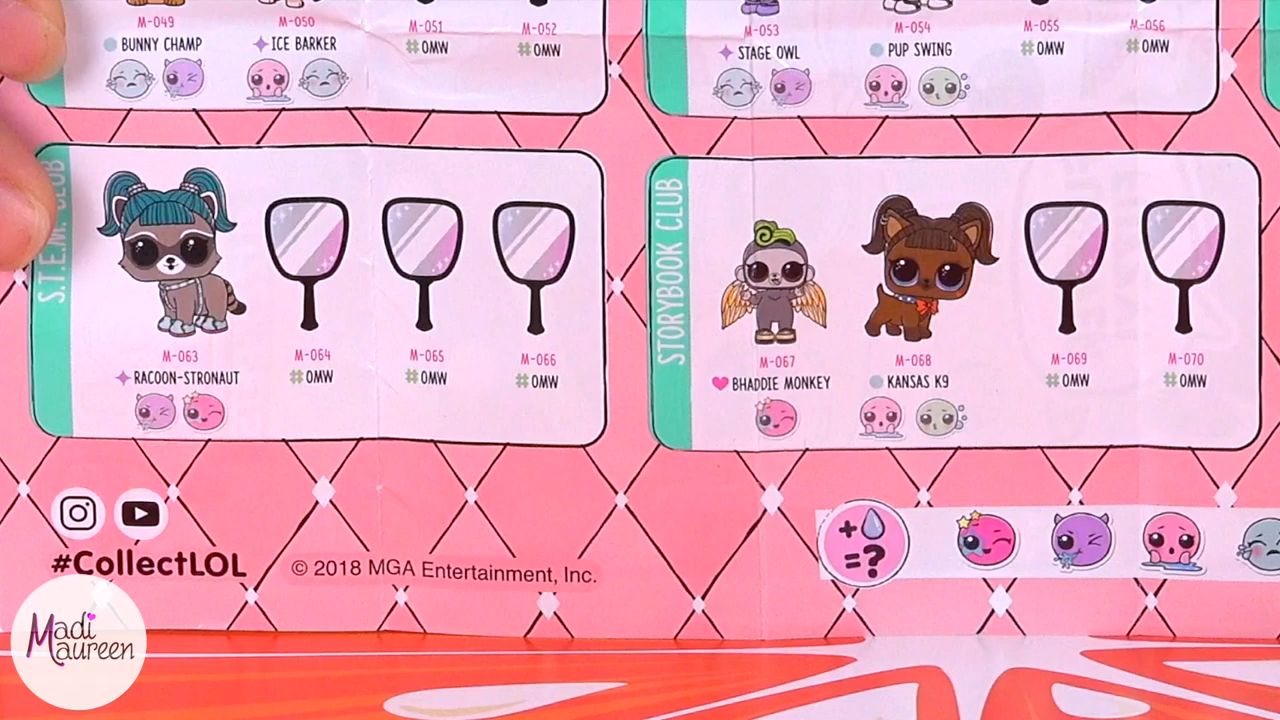 M-049 M-050 M-051 M-052
BUNNY CHAMP ICE BARKER #OMW #OMW
M-053 M-054 M-055 M-056
STAGE OWL PUP SWING #OMW #OMW
S.T.E.M. CLUB
M-063 M-064 M-065 M-066
RACOON-STRONAUT #OMW #OMW #OMW
STORYBOOK CLUB
M-067 M-068 M-069 M-070
BHADDIE MONKEY KANSAS K9 #OMW #OMW
+
=?
#CollectLOL
© 2018 MGA Entertainment, Inc.
Madi
Maureen